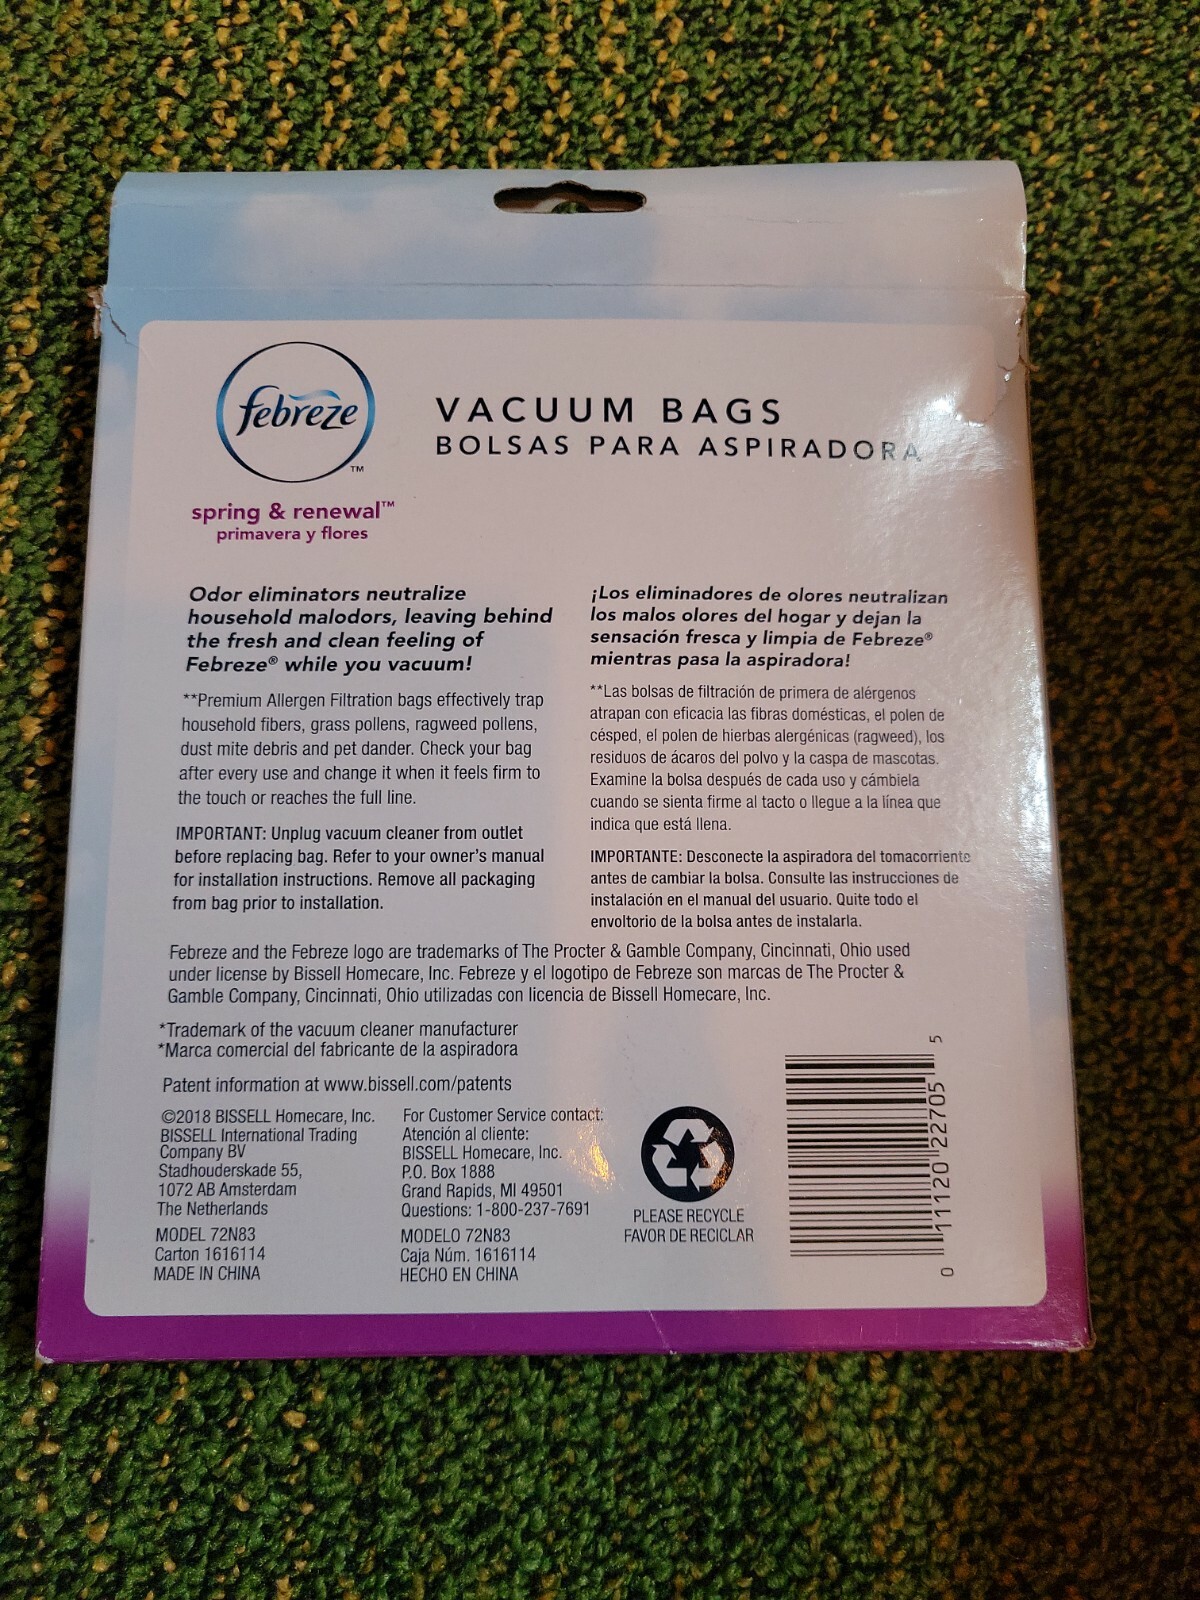 febreze™
VACUUM BAGS
BOLSAS PARA ASPIRADORA
spring & renewal™
primavera y flores
Odor eliminators neutralize
household malodors, leaving behind
the fresh and clean feeling of
Febreze® while you vacuum!
**Premium Allergen Filtration bags effectively trap
household fibers, grass pollens, ragweed pollens,
dust mite debris and pet dander. Check your bag
after every use and change it when it feels firm to
the touch or reaches the full line.
IMPORTANT: Unplug vacuum cleaner from outlet
before replacing bag. Refer to your owner's manual
for installation instructions. Remove all packaging
from bag prior to installation.
¡Los eliminadores de olores neutralizan
los malos olores del hogar y dejan la
sensación fresca y limpia de Febreze®
mientras pasa la aspiradora!
**Las bolsas de filtración de primera de alérgenos
atrapan con eficacia las fibras domésticas, el polen de
césped, el polen de hierbas alergénicas (ragweed), los
residuos de ácaros del polvo y la caspa de mascotas.
Examine la bolsa después de cada uso y cámbiela
cuando se sienta firme al tacto o llegue a la línea que
indica que está llena.
IMPORTANTE: Desconecte la aspiradora del tomacorriente
antes de cambiar la bolsa. Consulte las instrucciones de
instalación en el manual del usuario. Quite todo el
envoltorio de la bolsa antes de instalarla.
Febreze and the Febreze logo are trademarks of The Procter & Gamble Company, Cincinnati, Ohio used
under license by Bissell Homecare, Inc. Febreze y el logotipo de Febreze son marcas de The Procter &
Gamble Company, Cincinnati, Ohio utilizadas con licencia de Bissell Homecare, Inc.
*Trademark of the vacuum cleaner manufacturer
*Marca comercial del fabricante de la aspiradora
Patent information at www.bissell.com/patents
©2018 BISSELL Homecare, Inc.
BISSELL International Trading
Company BV
Stadhouderskade 55,
1072 AB Amsterdam
The Netherlands
MODEL 72N83
Carton 1616114
MADE IN CHINA
For Customer Service contact:
Atención al cliente:
BISSELL Homecare, Inc.
P.O. Box 1888
Grand Rapids, MI 49501
Questions: 1-800-237-7691
MODELO 72N83
Caja Núm. 1616114
HECHO EN CHINA
PLEASE RECYCLE
FAVOR DE RECICLAR
0 11120 22705 5